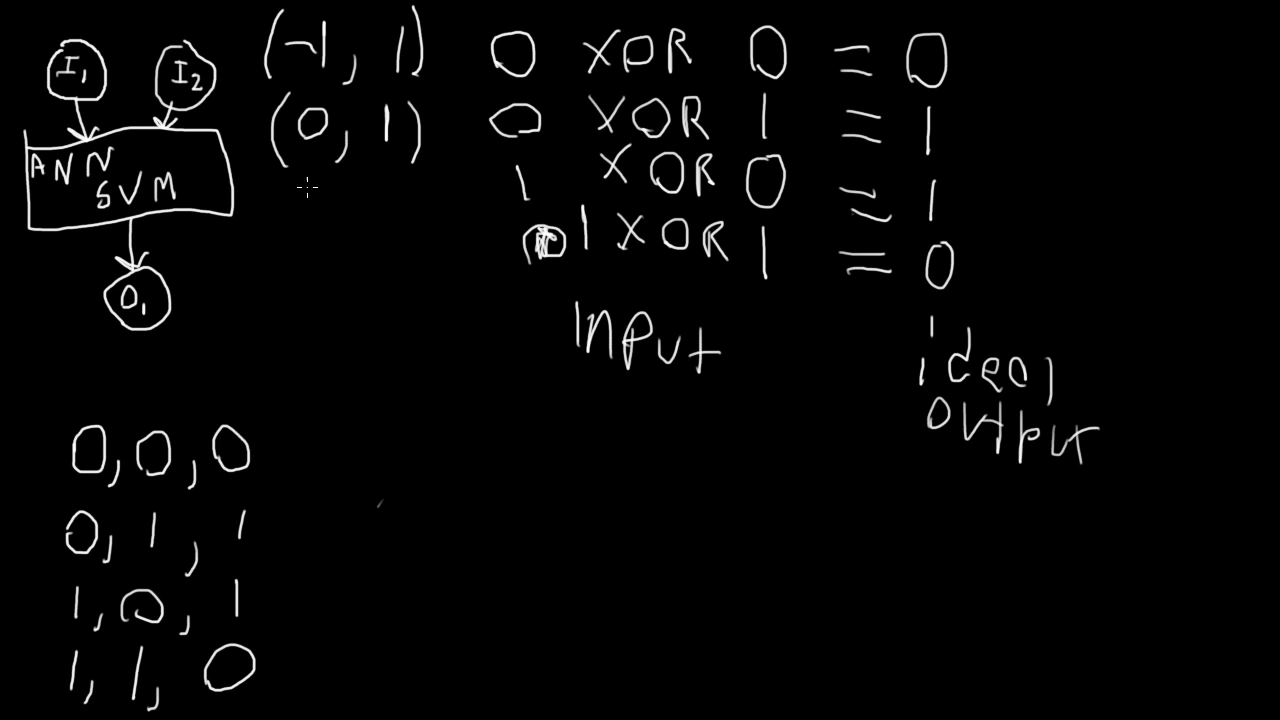 I1 I2
ANN
SVM
O1
(-1, 1)
(0, 1)
0 XOR 0 = 0
0 XOR 1 = 1
1 XOR 0 = 1
1 XOR 1 = 0
Input
ideal
output
0, 0, 0
0, 1, 1
1, 0, 1
1, 1, 0